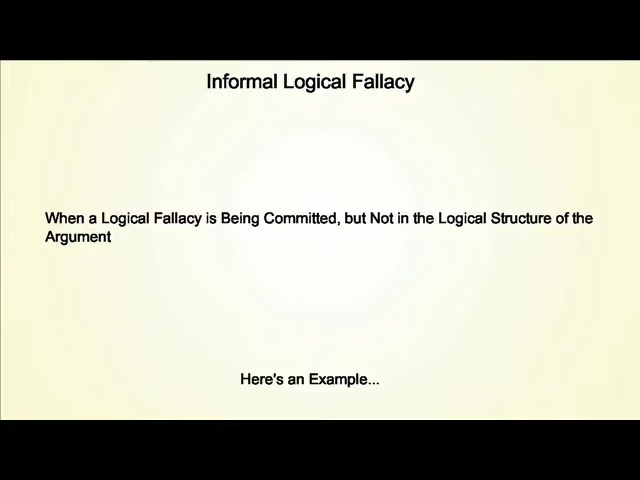 Informal Logical Fallacy
When a Logical Fallacy is Being Committed, but Not in the Logical Structure of the
Argument
Here's an Example...